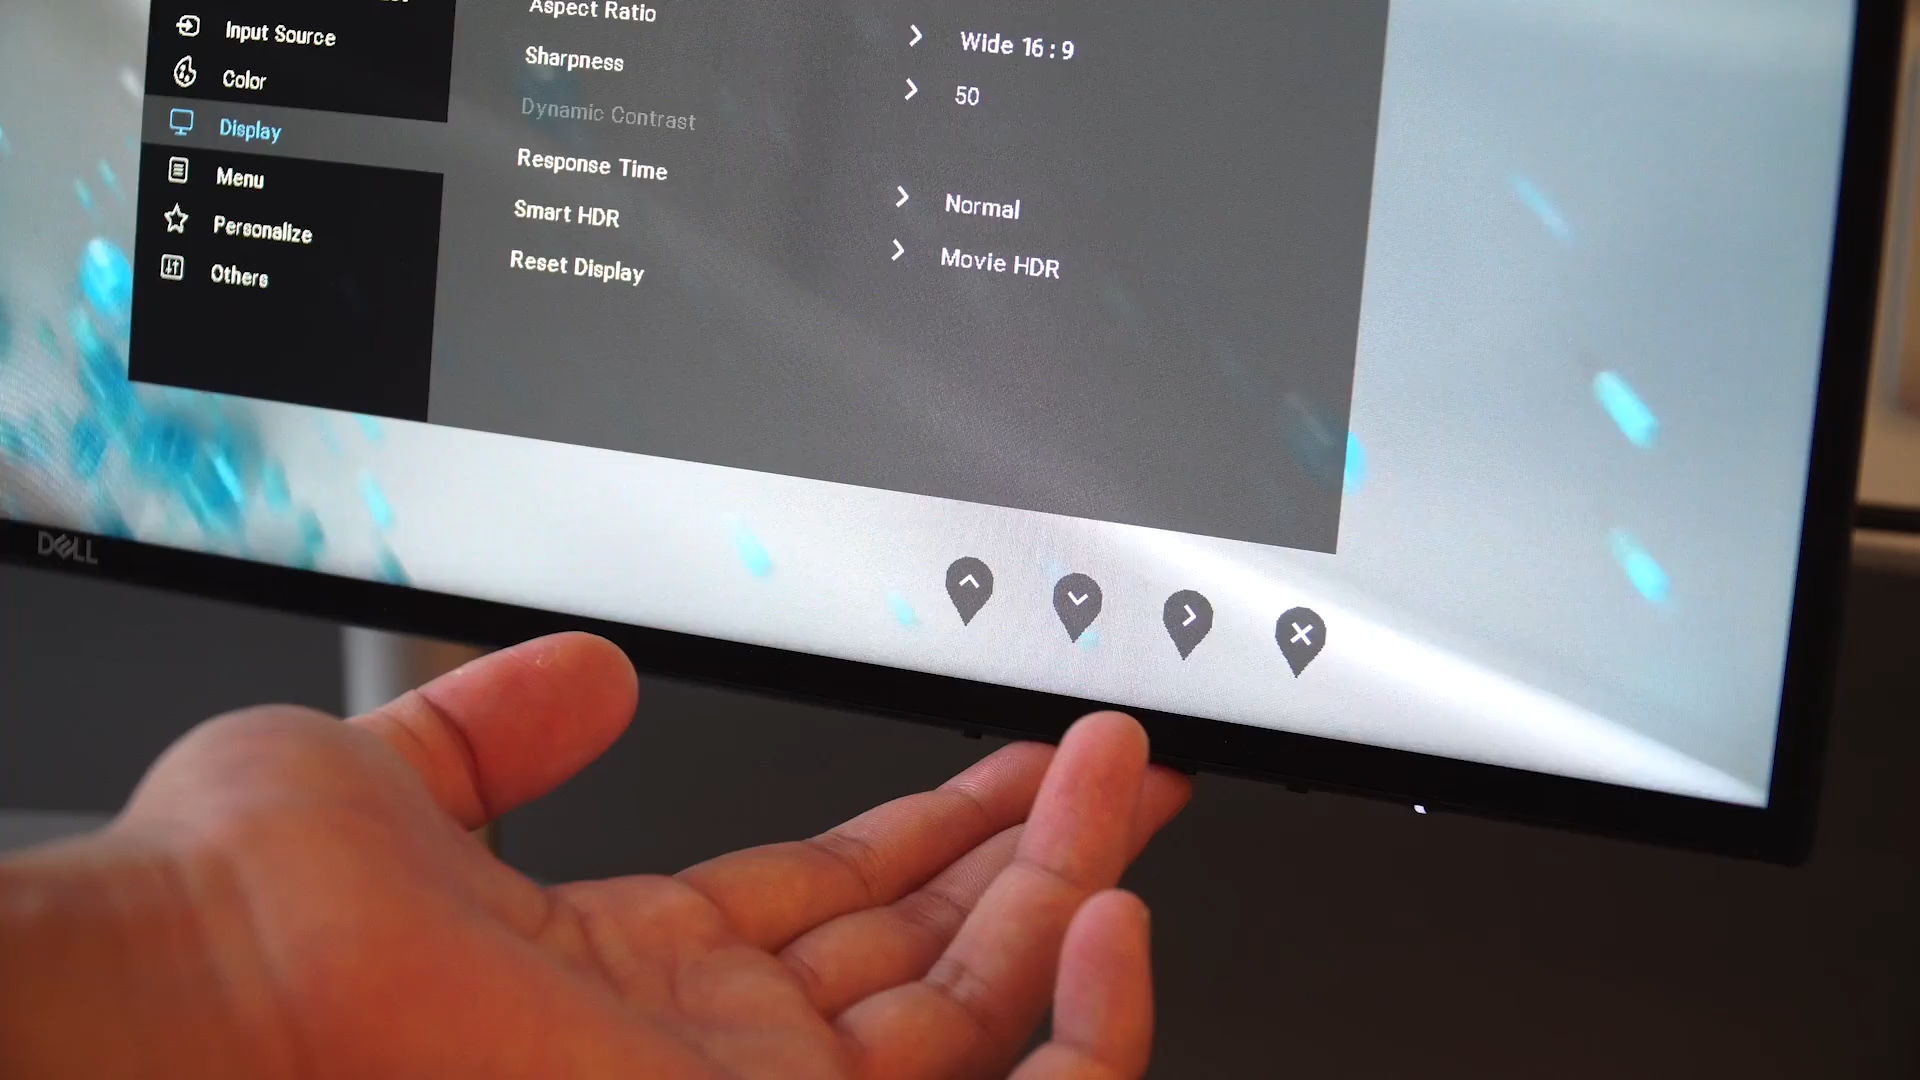 Input Source
Color
Display
Menu
Personalize
Others
Aspect Ratio
Wide 16:9
Sharpness
50
Dynamic Contrast
Response Time
Normal
Smart HDR
Movie HDR
Reset Display
DELL